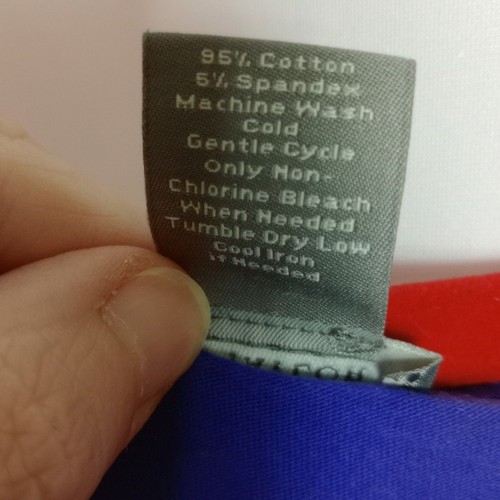 95% Cotton
5% Spandex
Machine Wash
Cold
Gentle Cycle
Only Non-
Chlorine Bleach
When Needed
Tumble Dry Low
Cool Iron
if Needed